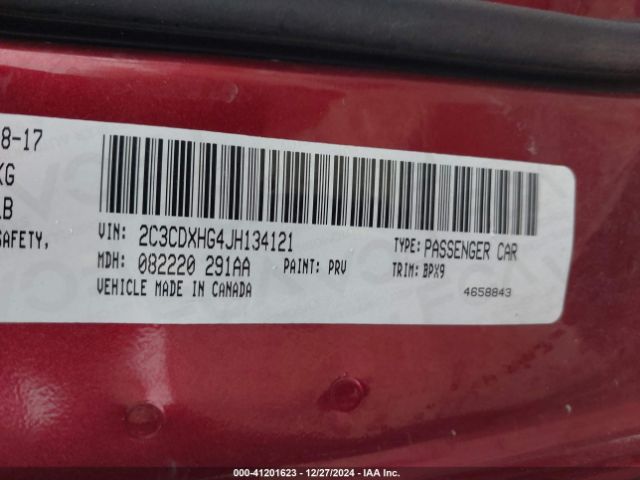 8-17
KG
LB
SAFETY,
VIN: 2C3CDXHG4JH134121
TYPE: PASSENGER CAR
MDH: 082220 291AA
PAINT: PRV
TRIM: BPX9
VEHICLE MADE IN CANADA
4658843
000-41201623 - 12/27/2024 - IAA Inc.